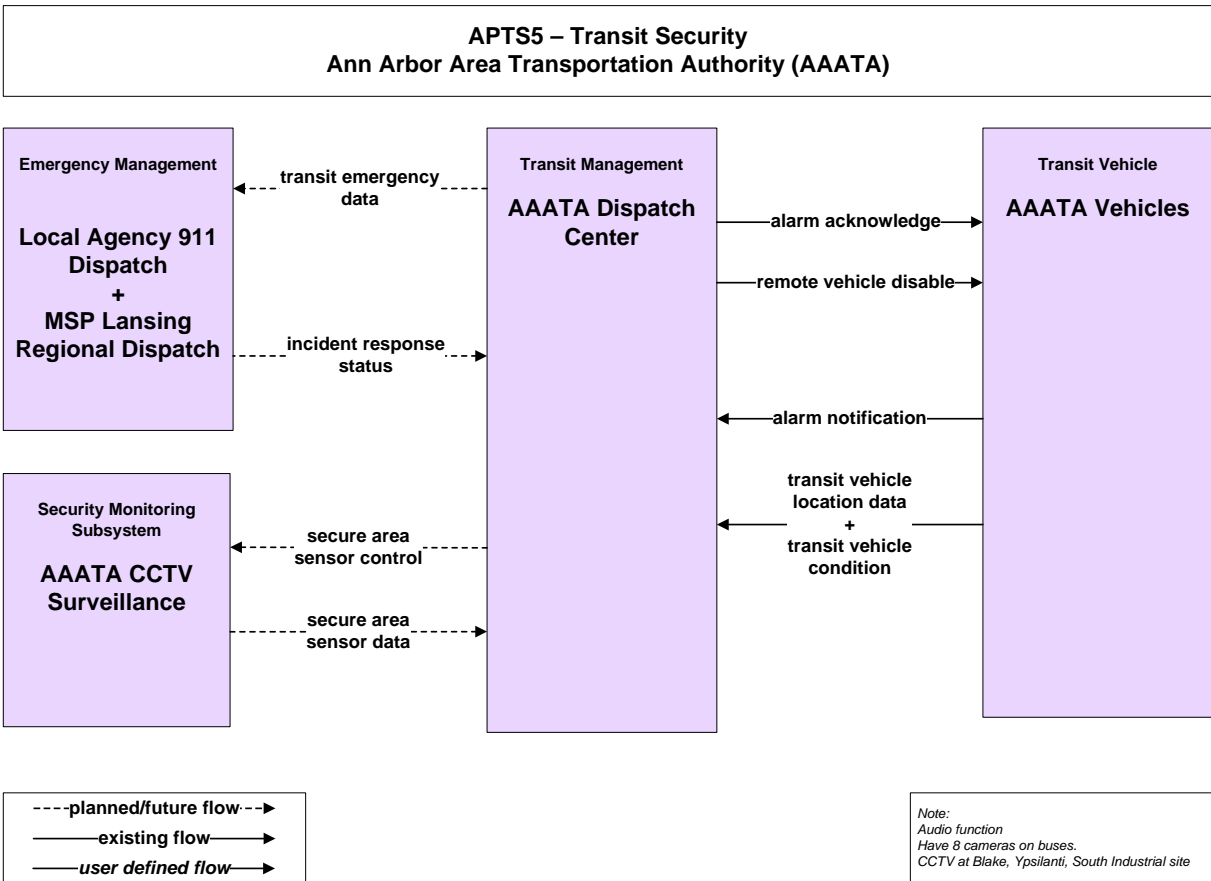 APTS5 – Transit Security
Ann Arbor Area Transportation Authority (AAATA)
Emergency Management
Local Agency 911
Dispatch
+
MSP Lansing
Regional Dispatch
transit emergency
data
incident response
status
Transit Management
AAATA Dispatch
Center
alarm acknowledge
remote vehicle disable
alarm notification
transit vehicle
location data
+
transit vehicle
condition
Transit Vehicle
AAATA Vehicles
Security Monitoring
Subsystem
AAATA CCTV
Surveillance
secure area
sensor control
secure area
sensor data
planned/future flow
existing flow
user defined flow
Note:
Audio function
Have 8 cameras on buses.
CCTV at Blake, Ypsilanti, South Industrial site